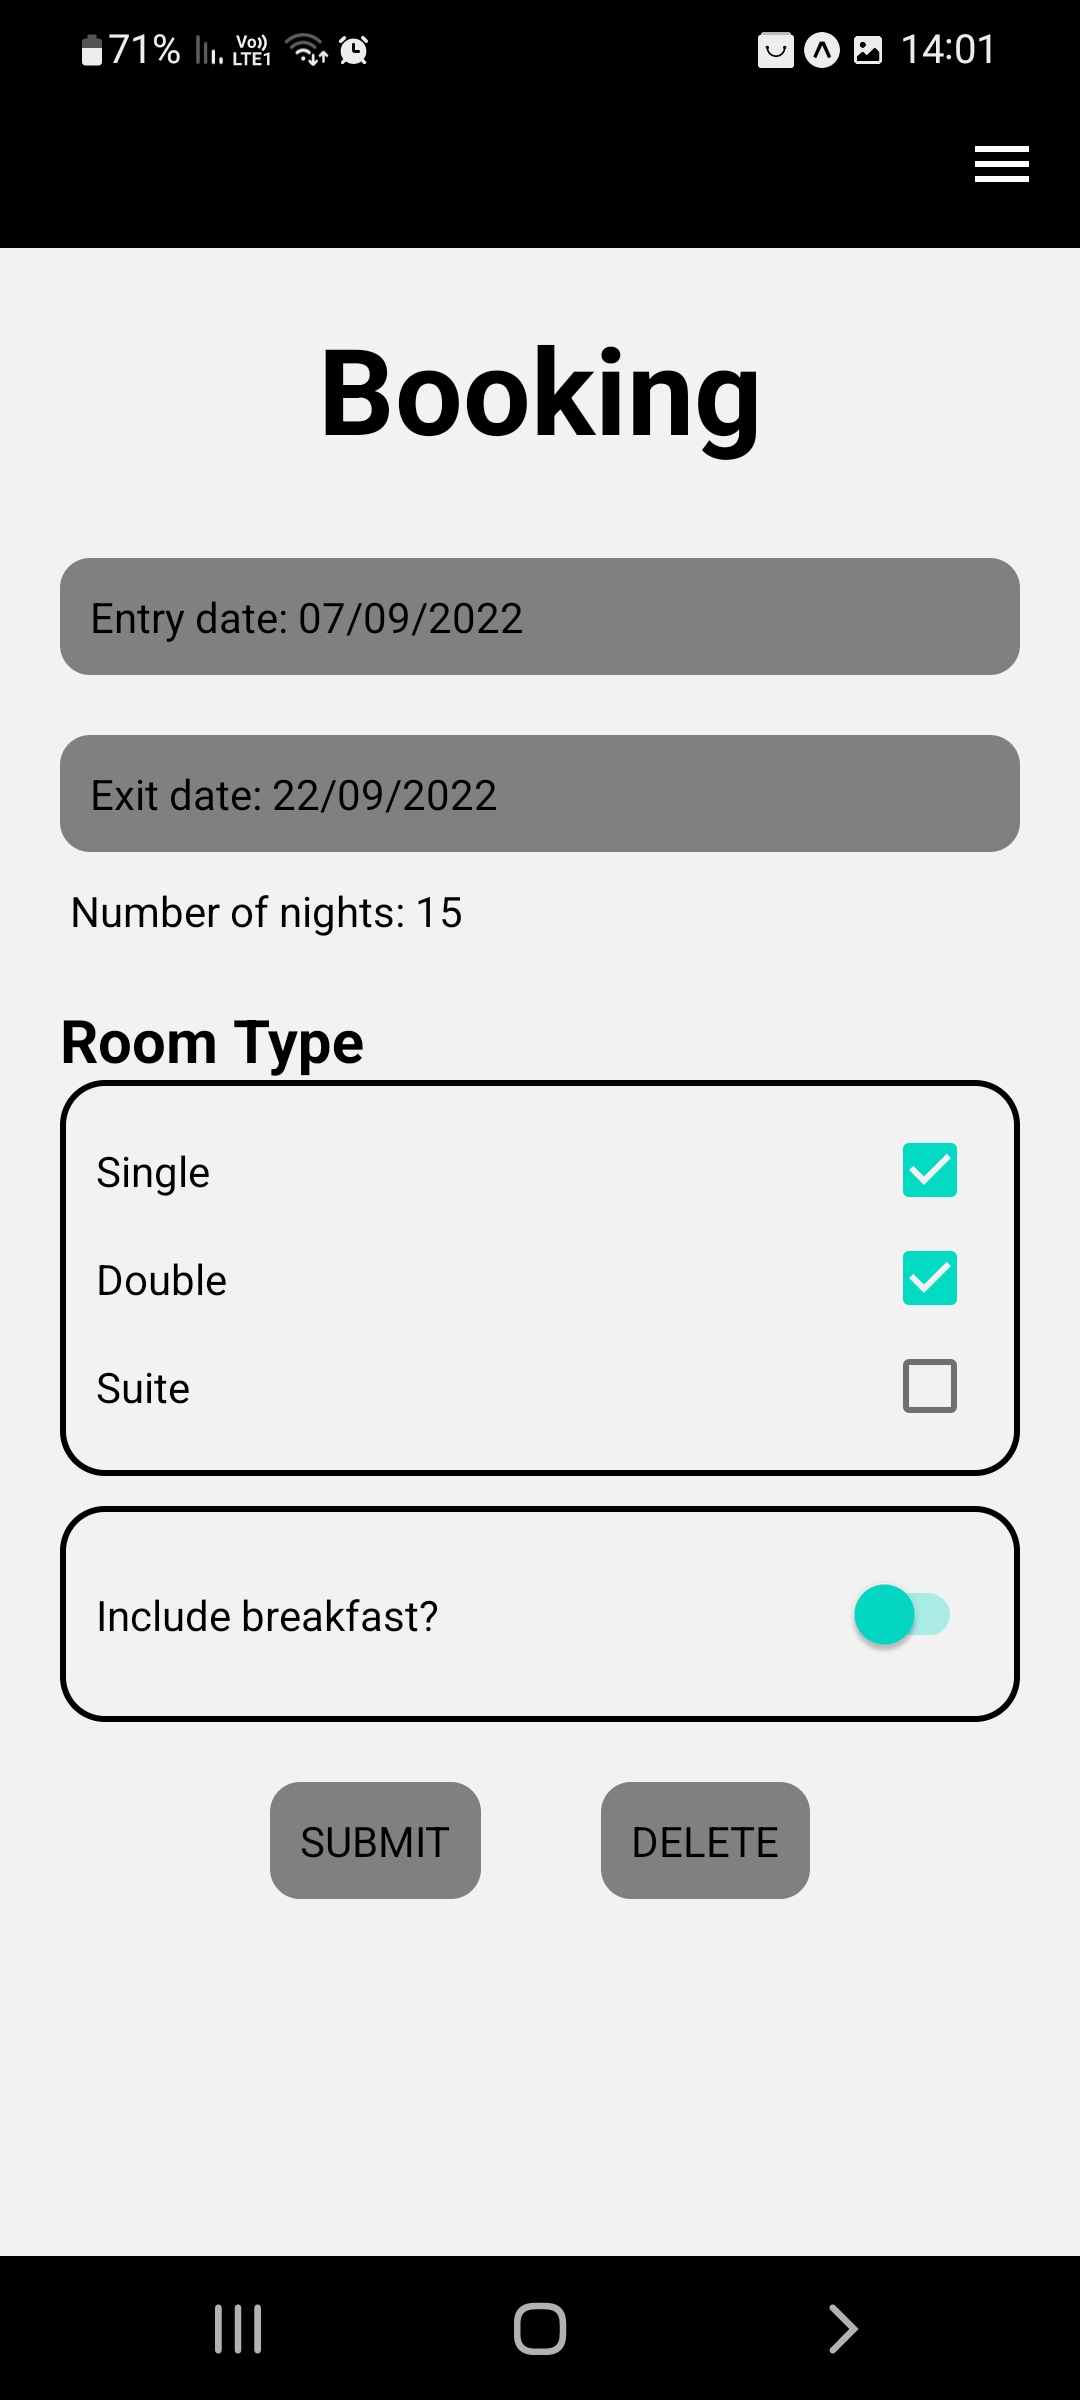 71% Vo)) LTE1 14:01
Booking
Entry date: 07/09/2022
Exit date: 22/09/2022
Number of nights: 15
Room Type
Single
Double
Suite
Include breakfast?
SUBMIT DELETE